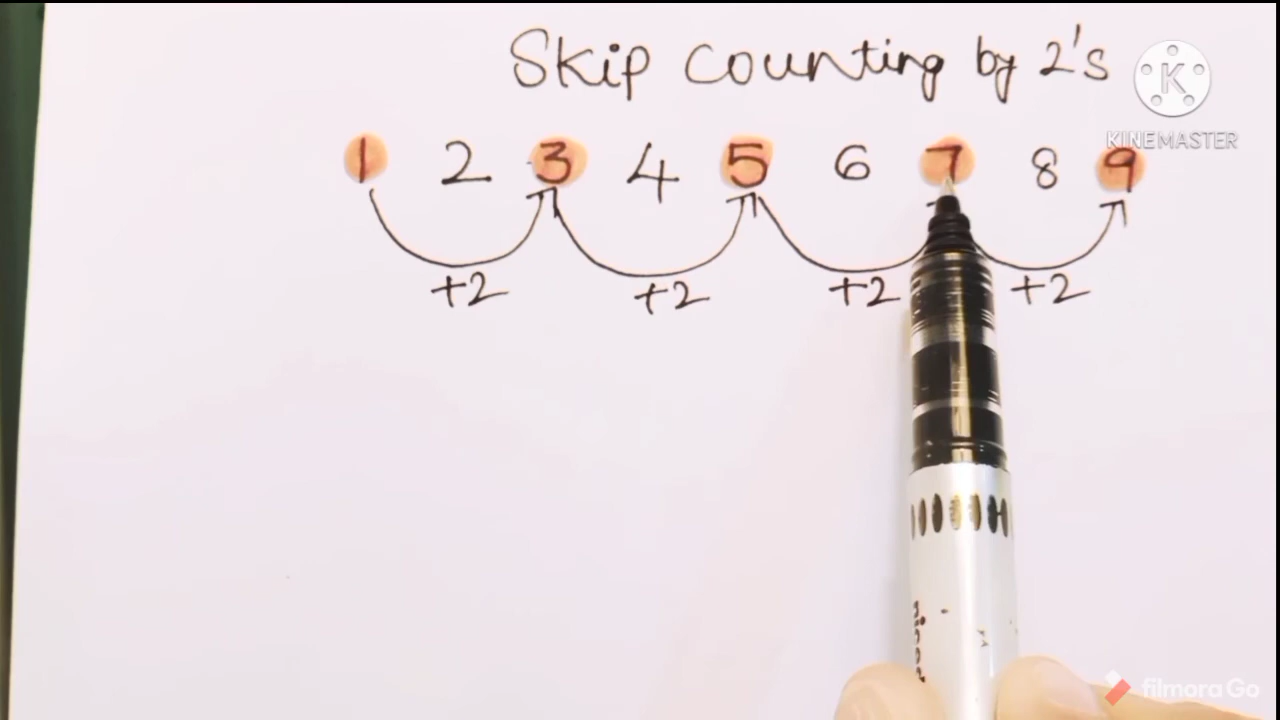 Skip counting by 2's
K
KINEMASTER
1 2 3 4 5 6 7 8 9
+2 +2 +2 +2
filmora Go